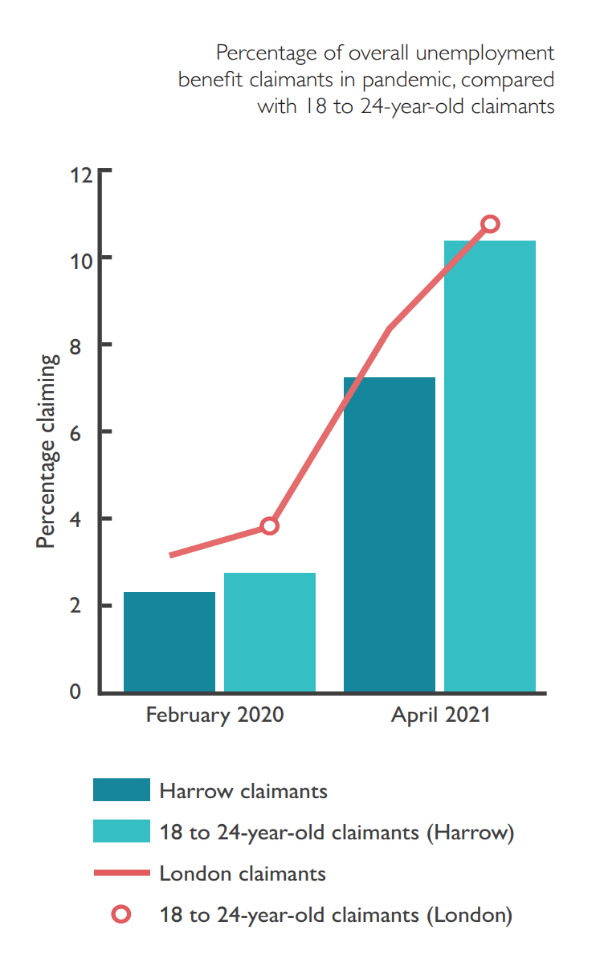 Percentage of overall unemployment
benefit claimants in pandemic, compared
with 18 to 24-year-old claimants
12
10
8
6
4
2
0
Percentage claiming
February 2020
April 2021
Harrow claimants
18 to 24-year-old claimants (Harrow)
London claimants
18 to 24-year-old claimants (London)